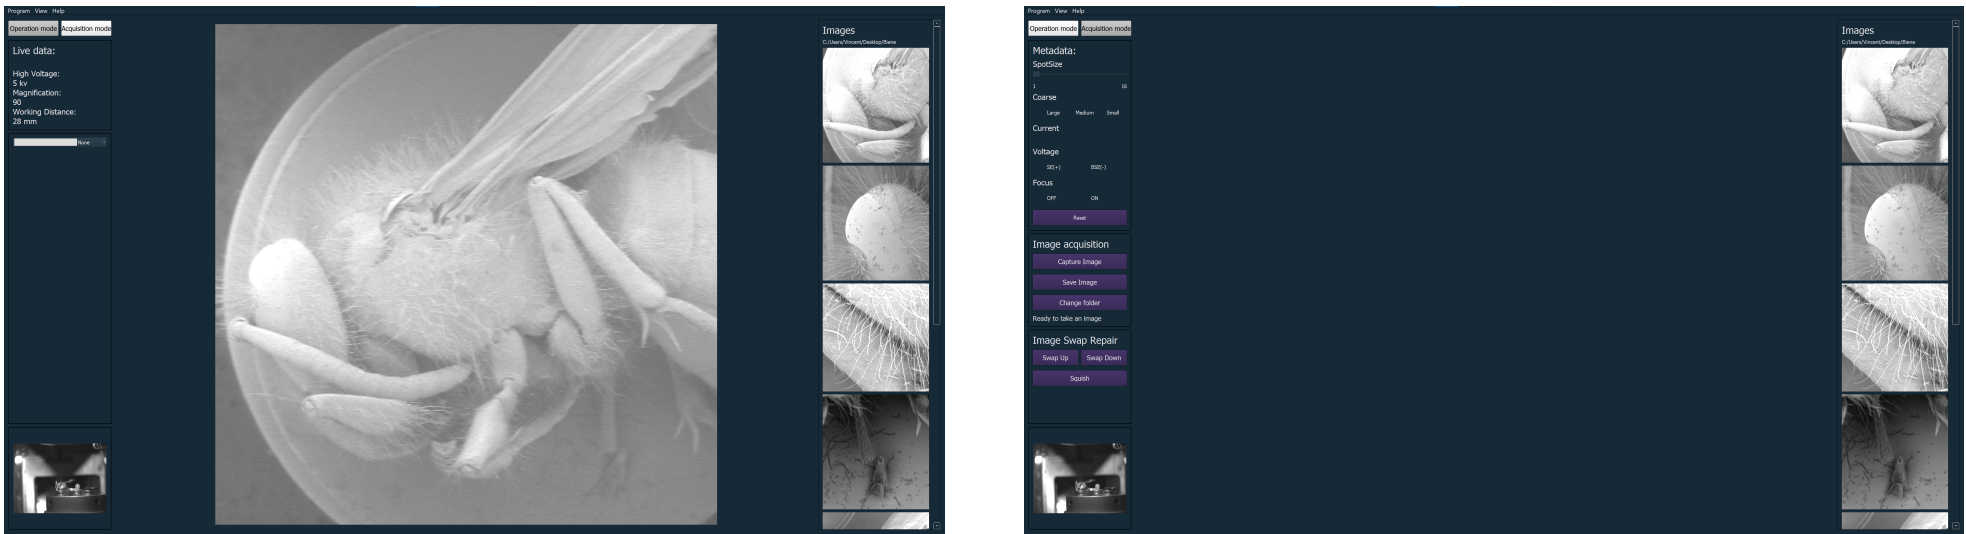 Program View Help
Operation mode Acquisition mode
Live data:
High Voltage:
5 kv
Magnification:
90
Working Distance:
28 mm
None
Images
C:/Users/Vincent/Desktop/Biene
Program View Help
Operation mode Acquisition mode
Metadata:
SpotSize
1 16
Coarse
Large Medium Small
Current
Voltage
SE(+) BSE(-)
Focus
OFF ON
Reset
Image acquisition
Capture Image
Save Image
Change folder
Ready to take an image
Image Swap Repair
Swap Up Swap Down
Squish
Images
C:/Users/Vincent/Desktop/Biene